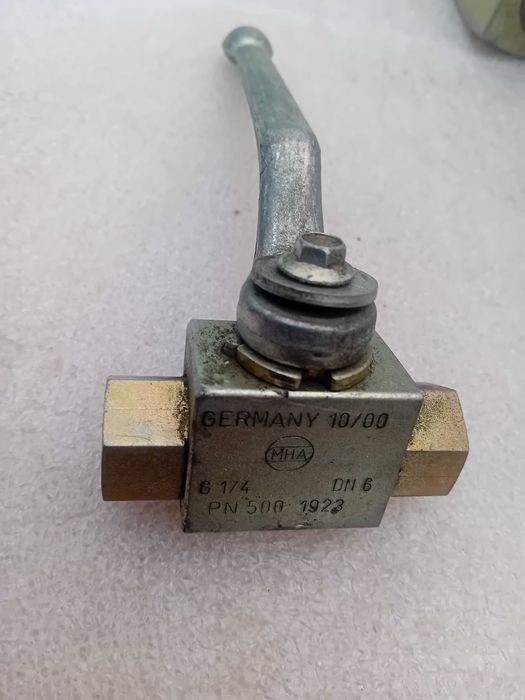 GERMANY 10/00
MHA
G 1/4 DN 6
PN 500 1923